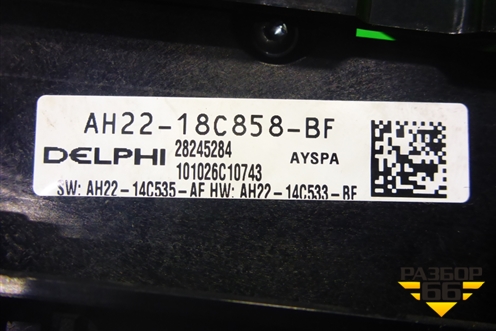 AH22-18C858-BF
DELPHI 28245284 AYSPA
101026C10743
SW: AH22-14C535-AF HW: AH22-14C533-BF
РАЗБОР
66